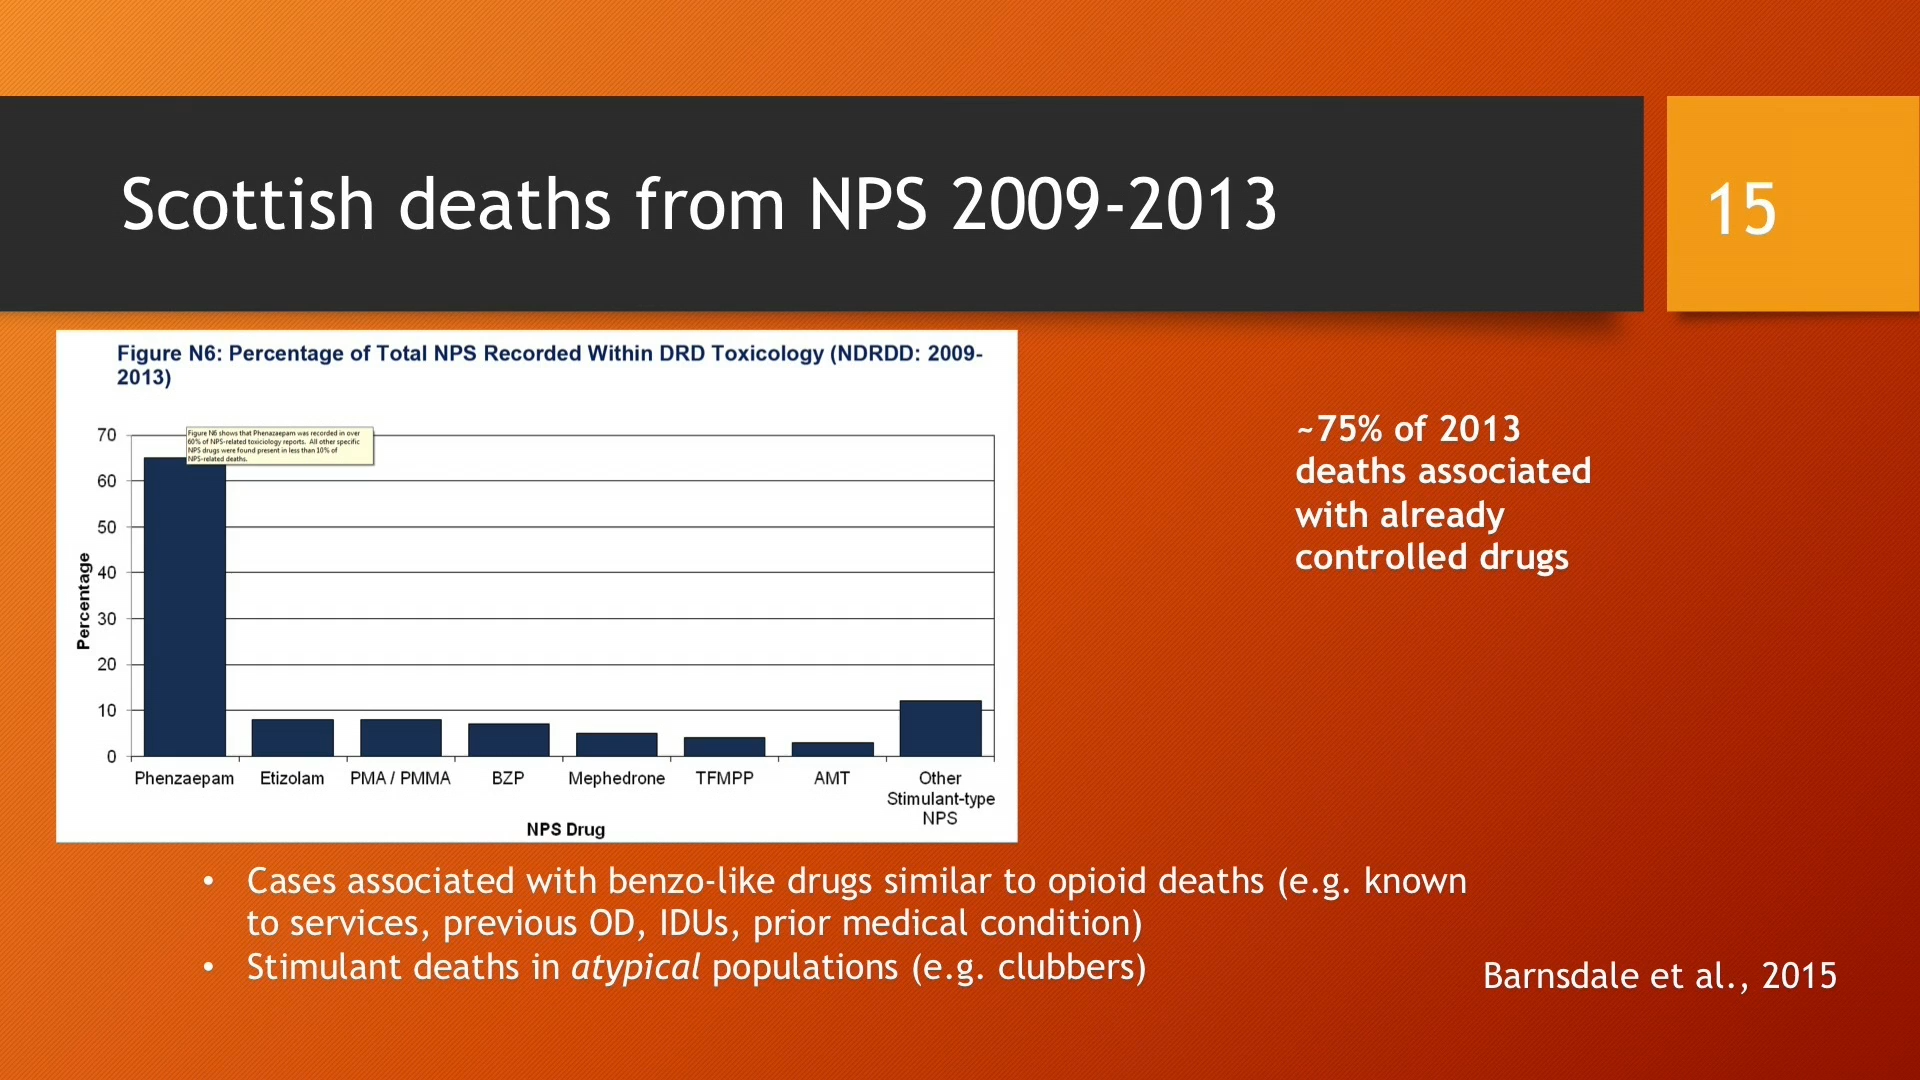 Scottish deaths from NPS 2009-2013
15
Figure N6: Percentage of Total NPS Recorded Within DRD Toxicology (NDRDD: 2009-
2013)
Figure N6 shows that Phenazaepam was recorded in over
60% of NPS-related toxiciology reports. All other specific
NPS drugs were found present in less than 10% of
NPS-related deaths.
70
60
50
40
30
20
10
0
Percentage
Phenzaepam
Etizolam
PMA / PMMA
BZP
Mephedrone
TFMPP
AMT
Other
Stimulant-type
NPS
NPS Drug
~75% of 2013
deaths associated
with already
controlled drugs
• Cases associated with benzo-like drugs similar to opioid deaths (e.g. known
to services, previous OD, IDUs, prior medical condition)
• Stimulant deaths in atypical populations (e.g. clubbers)
Barnsdale et al., 2015